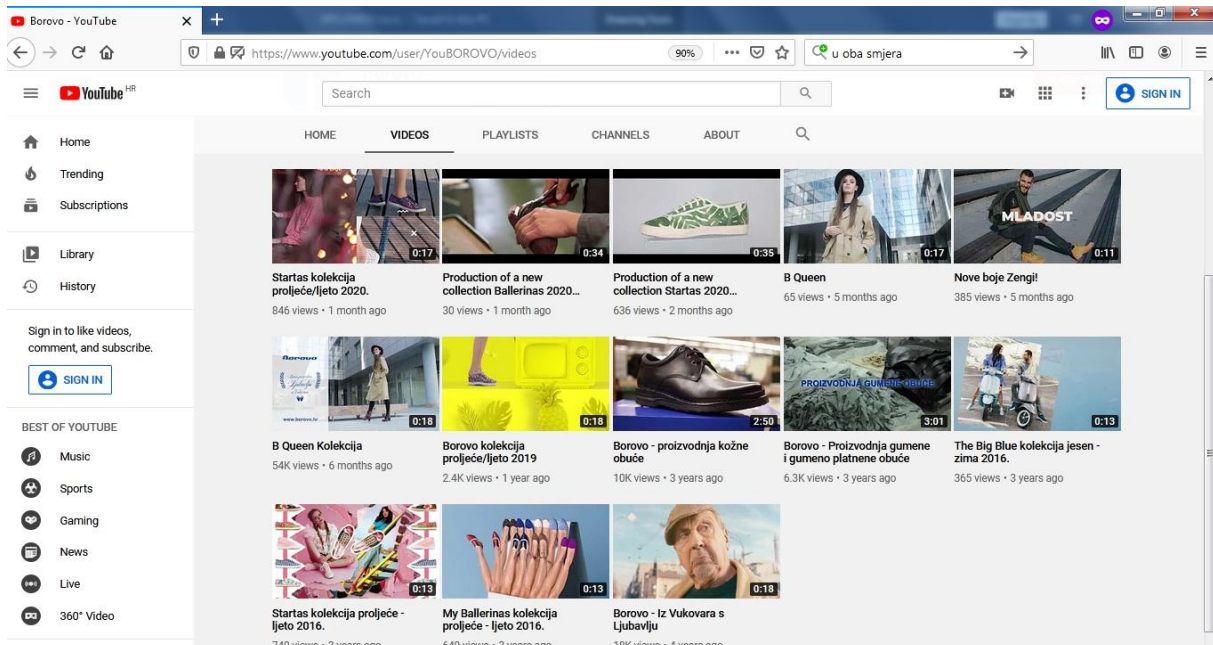 Borovo - YouTube
https://www.youtube.com/user/YouBOROVO/videos
90%
u oba smjera
YouTube HR
Search
SIGN IN
Home
Trending
Subscriptions
Library
History
Sign in to like videos,
comment, and subscribe.
SIGN IN
BEST OF YOUTUBE
Music
Sports
Gaming
News
Live
360° Video
HOME VIDEOS PLAYLISTS CHANNELS ABOUT
0:17
Startas kolekcija
proljeće/ljeto 2020.
846 views • 1 month ago
0:34
Production of a new
collection Ballerinas 2020...
30 views • 1 month ago
0:35
Production of a new
collection Startas 2020...
636 views • 2 months ago
0:17
B Queen
65 views • 5 months ago
MLADOST
0:11
Nove boje Zengi!
385 views • 5 months ago
Borovo
www.borovo.hr
0:18
B Queen Kolekcija
54K views • 6 months ago
0:18
Borovo kolekcija
proljeće/ljeto 2019
2.4K views • 1 year ago
2:50
Borovo - proizvodnja kožne
obuće
10K views • 3 years ago
PROIZVODNJA GUMENE OBUĆE
3:01
Borovo - Proizvodnja gumene
i gumeno platnene obuće
6.3K views • 3 years ago
0:13
The Big Blue kolekcija jesen -
zima 2016.
365 views • 3 years ago
0:13
Startas kolekcija proljeće -
ljeto 2016.
0:13
My Ballerinas kolekcija
proljeće - ljeto 2016.
0:18
Borovo - Iz Vukovara s
Ljubavlju